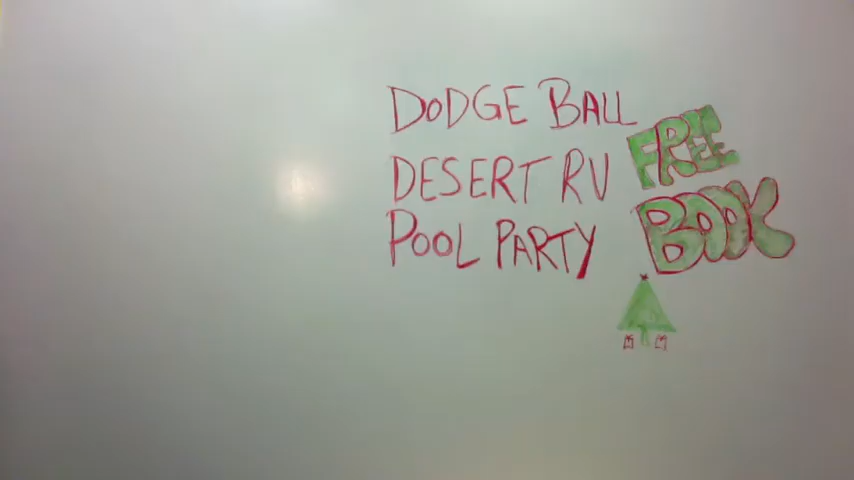 DODGE BALL
DESERT RV
POOL PARTY
FREE
BOOK